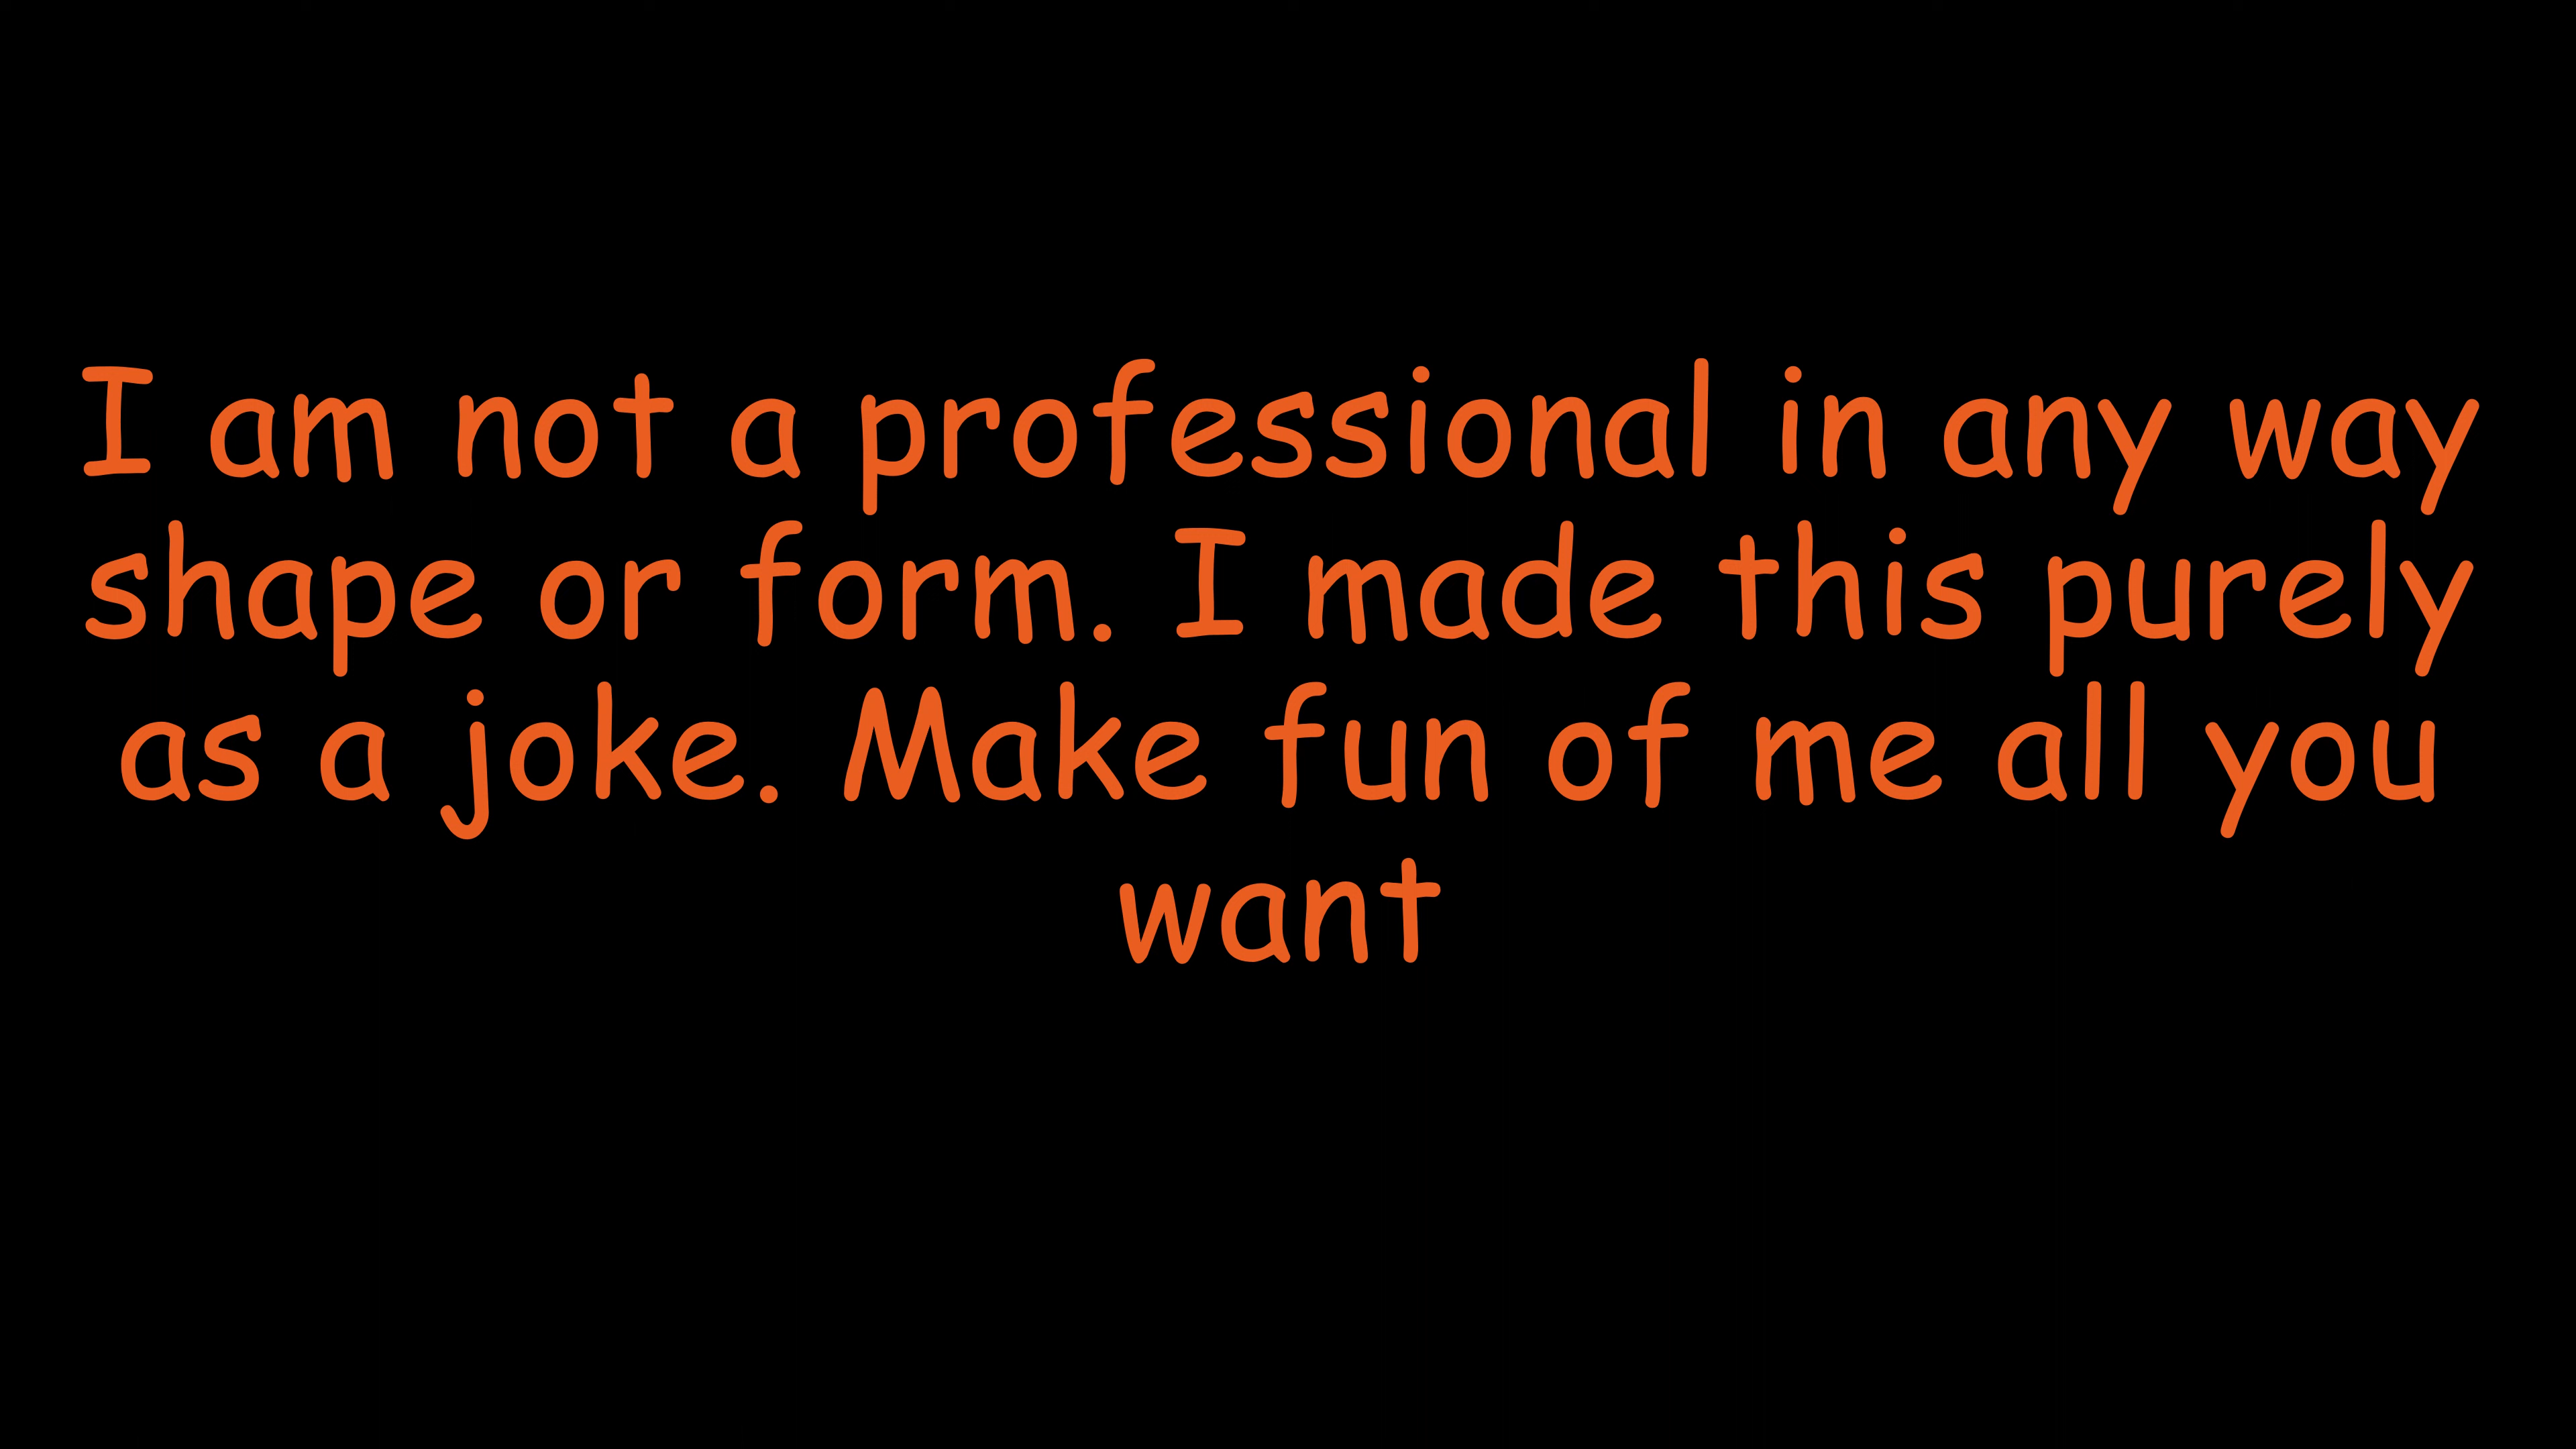 I am not a professional in any way
shape or form. I made this purely
as a joke. Make fun of me all you
want